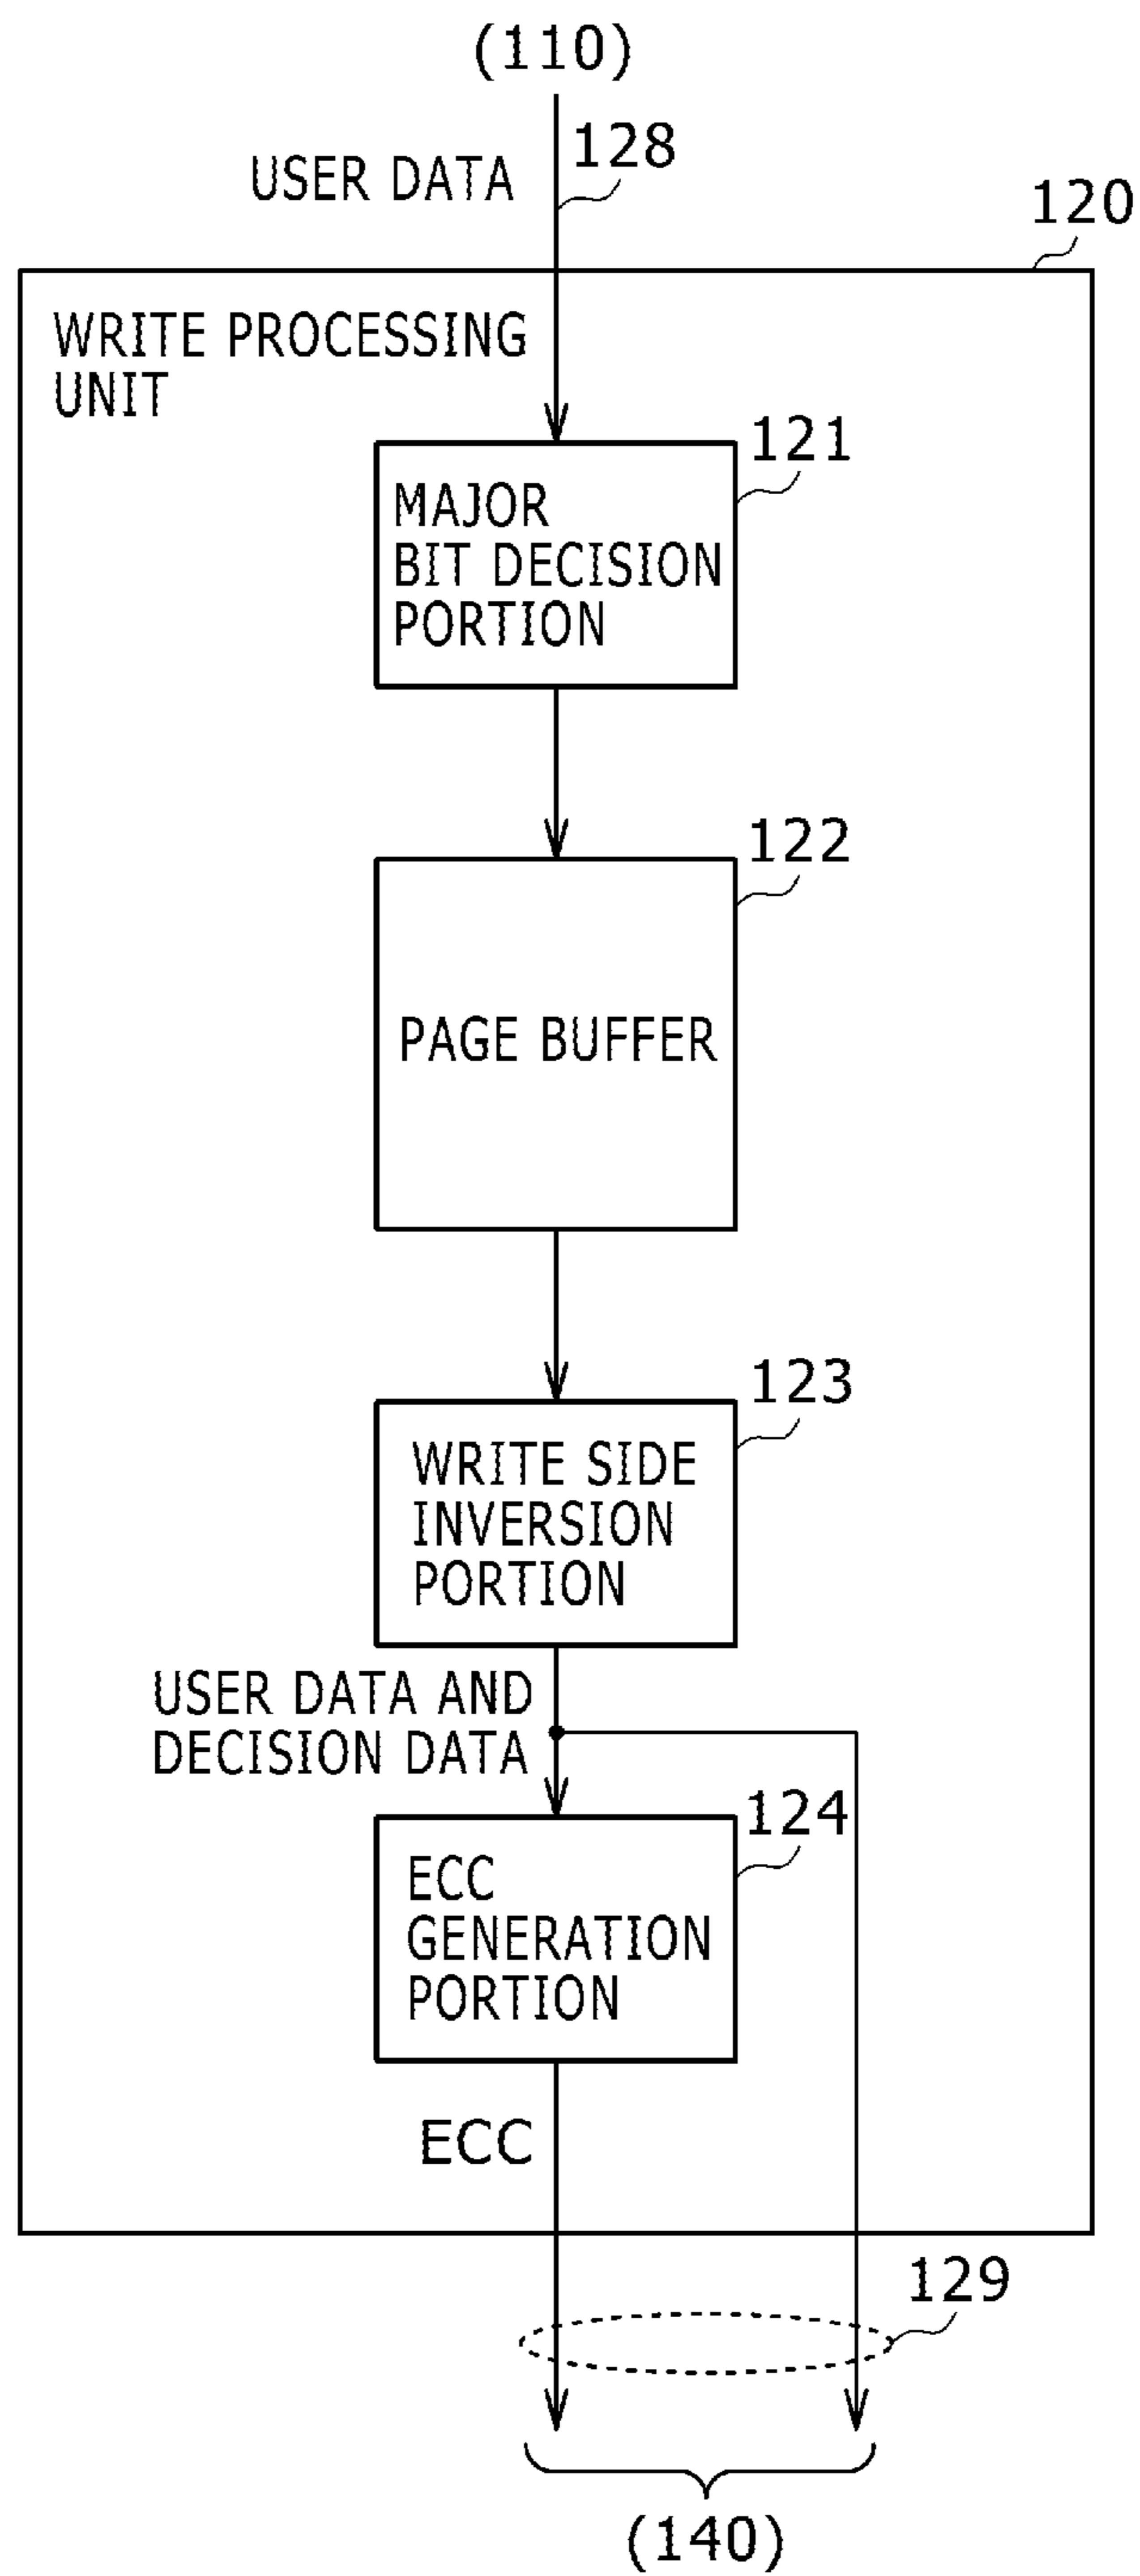 (110)
128
USER DATA
120
WRITE PROCESSING
UNIT
121
MAJOR
BIT DECISION
PORTION
122
PAGE BUFFER
123
WRITE SIDE
INVERSION
PORTION
USER DATA AND
DECISION DATA
124
ECC
GENERATION
PORTION
ECC
129
(140)